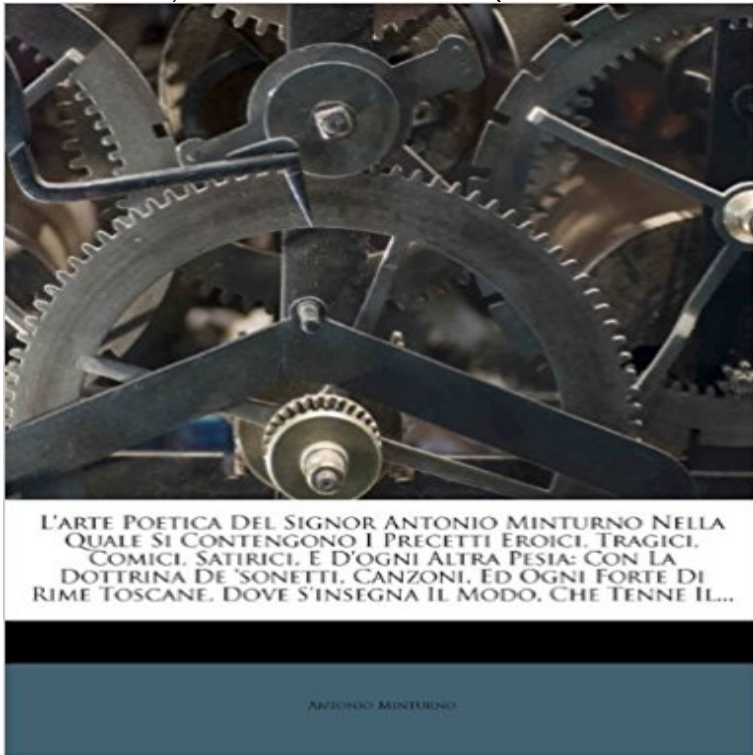 L'ARTE POETICA DEL SIGNOR ANTONIO MINTURNO NELLA
QUALE SI CONTENGONO I PRECETTI EROICI, TRAGICI,
COMICI, SATIRICI, E D'OGNI ALTRA PESIA: CON LA
DOTTRINA DE 'SONETTI, CANZONI, ED OGNI FORTE DI
RIME TOSCANE, DOVE S'INSEGNA IL MODO, CHE TENNE IL...
ANTONIO MINTURNO